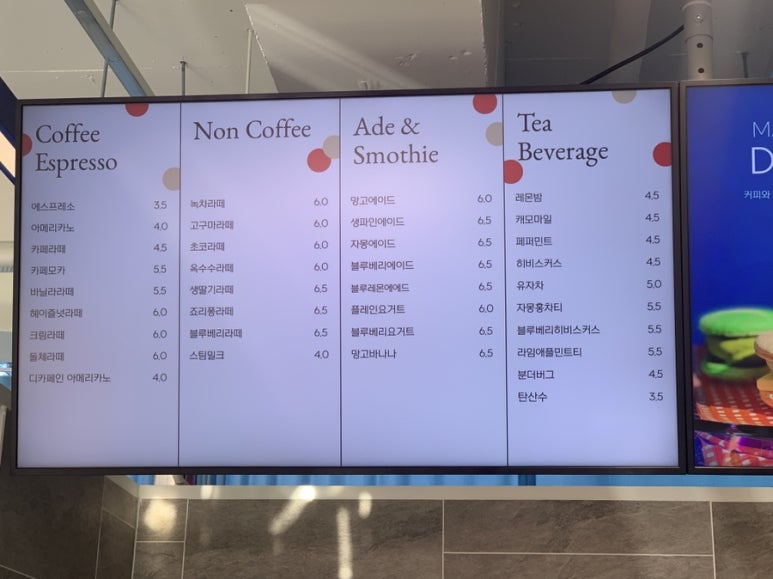 Coffee
Espresso
에스프레소 3.5
아메리카노 4.0
카페라떼 4.5
카페모카 5.5
바닐라라떼 5.5
헤이즐넛라떼 6.0
크림라떼 6.0
돌체라떼 6.0
디카페인 아메리카노 4.0
Non Coffee
녹차라떼 6.0
고구마라떼 6.0
초코라떼 6.0
옥수수라떼 6.0
생딸기라떼 6.5
죠리퐁라떼 6.5
블루베리라떼 6.5
스팀밀크 4.0
Ade &
Smothie
망고에이드 6.0
생파인에이드 6.5
자몽에이드 6.5
블루베리에이드 6.5
블루레몬에에드 6.5
플레인요거트 6.0
블루베리요거트 6.5
망고바나나 6.5
Tea
Beverage
레몬밤 4.5
캐모마일 4.5
페퍼민트 4.5
히비스커스 4.5
유자차 5.0
자몽홍차티 5.5
블루베리히비스커스 5.5
라임애플민트티 5.5
분더버그 4.5
탄산수 3.5
M
D
커피와